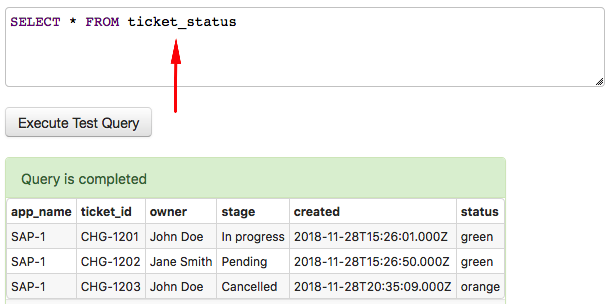 SELECT * FROM ticket_status
Execute Test Query
Query is completed
app_name ticket_id owner stage created status
SAP-1 CHG-1201 John Doe In progress 2018-11-28T15:26:01.000Z green
SAP-1 CHG-1202 Jane Smith Pending 2018-11-28T15:26:50.000Z green
SAP-1 CHG-1203 John Doe Cancelled 2018-11-28T20:35:09.000Z orange